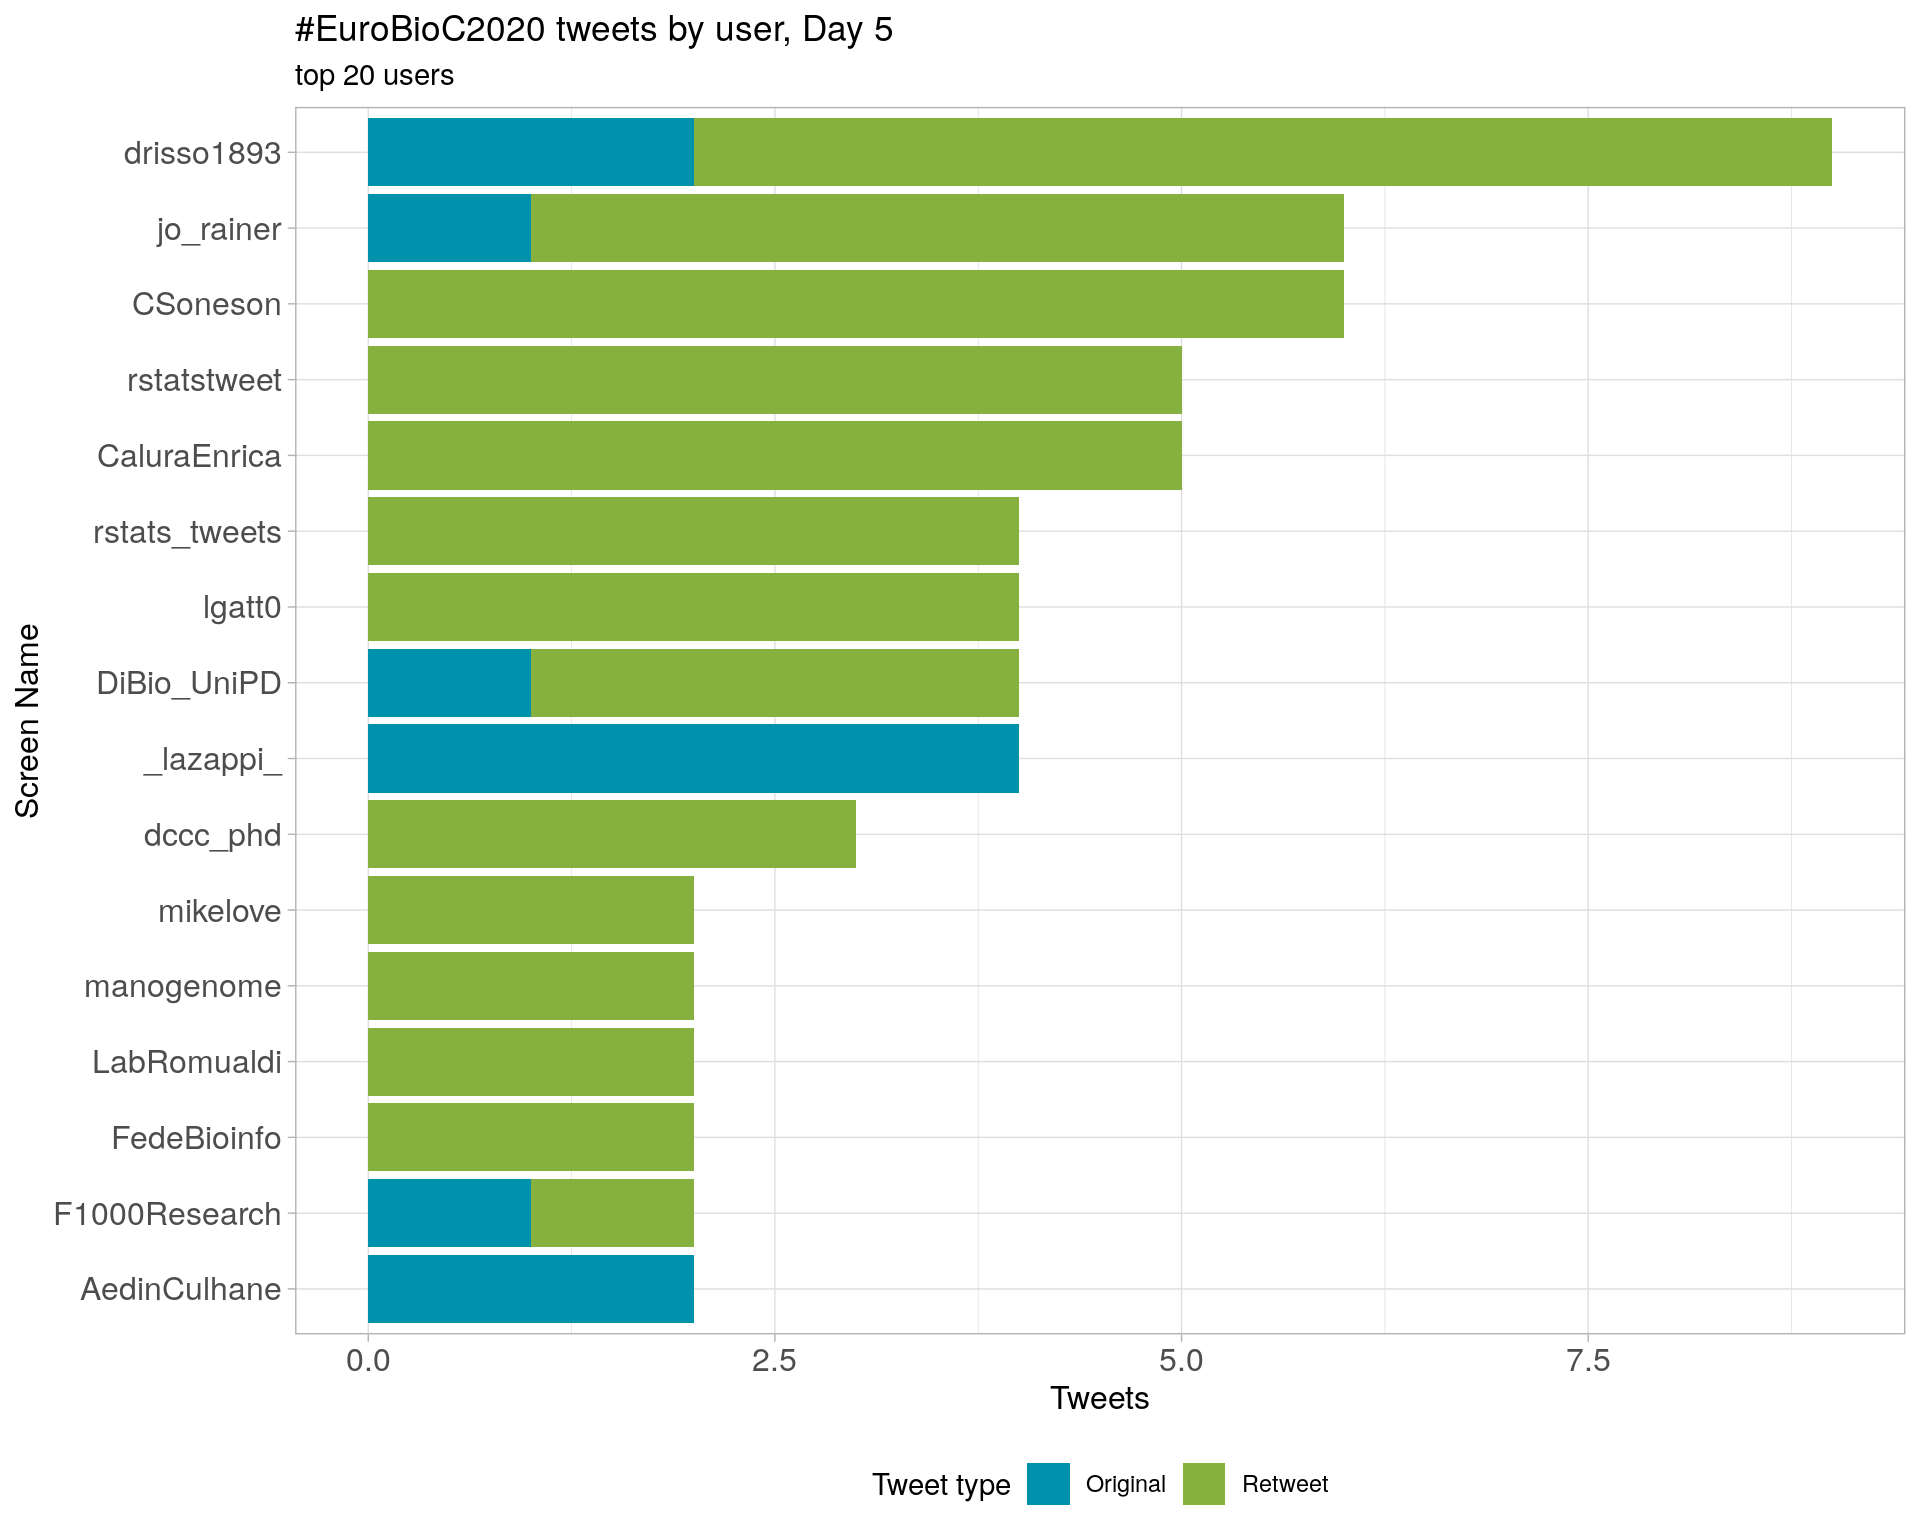 #EuroBioC2020 tweets by user, Day 5
top 20 users
Screen Name
drisso1893
jo_rainer
CSoneson
rstatstweet
CaluraEnrica
rstats_tweets
lgatt0
DiBio_UniPD
_lazappi_
dccc_phd
mikelove
manogenome
LabRomualdi
FedeBioinfo
F1000Research
AedinCulhane
0.0 2.5 5.0 7.5
Tweets
Tweet type Original Retweet